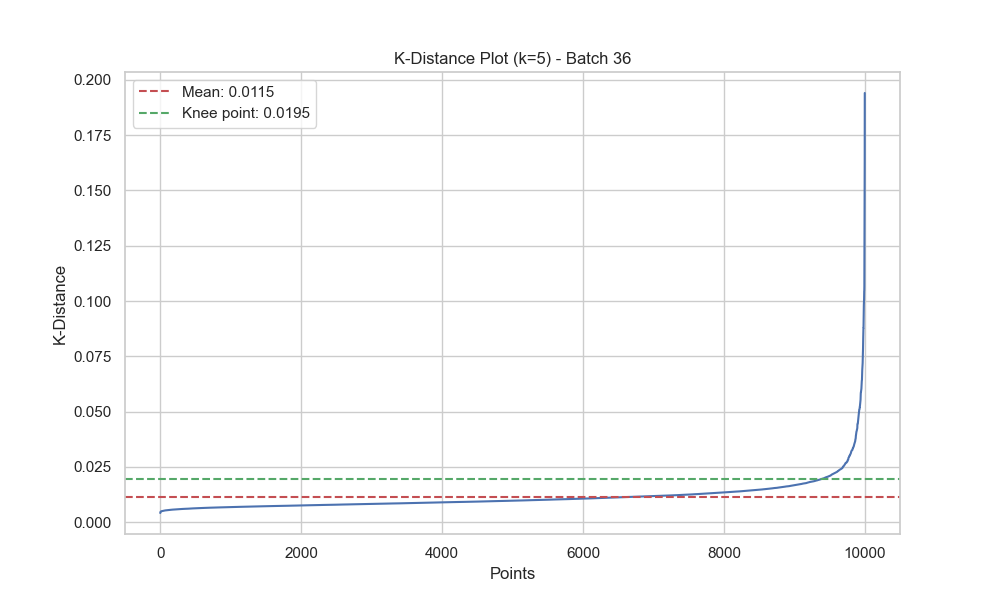 K-Distance Plot (k=5) - Batch 36
Mean: 0.0115
Knee point: 0.0195
K-Distance
0.200
0.175
0.150
0.125
0.100
0.075
0.050
0.025
0.000
0 2000 4000 6000 8000 10000
Points